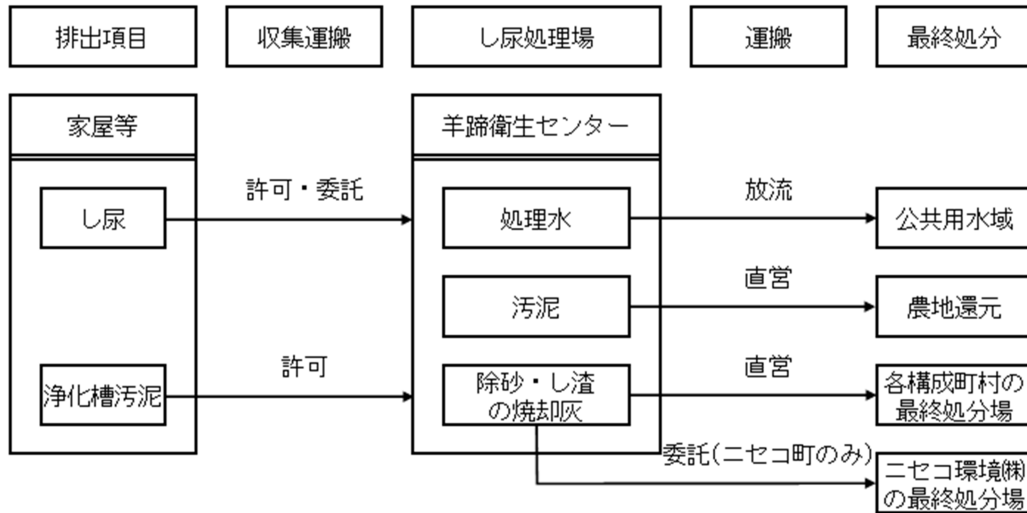 排出項目
収集運搬
し尿処理場
運搬
最終処分
家屋等
羊蹄衛生センター
し尿
許可・委託
処理水
放流
公共用水域
汚泥
直営
農地還元
浄化槽汚泥
許可
除砂・し渣
の焼却灰
直営
各構成町村の
最終処分場
委託(ニセコ町のみ)
ニセコ環境㈱
の最終処分場